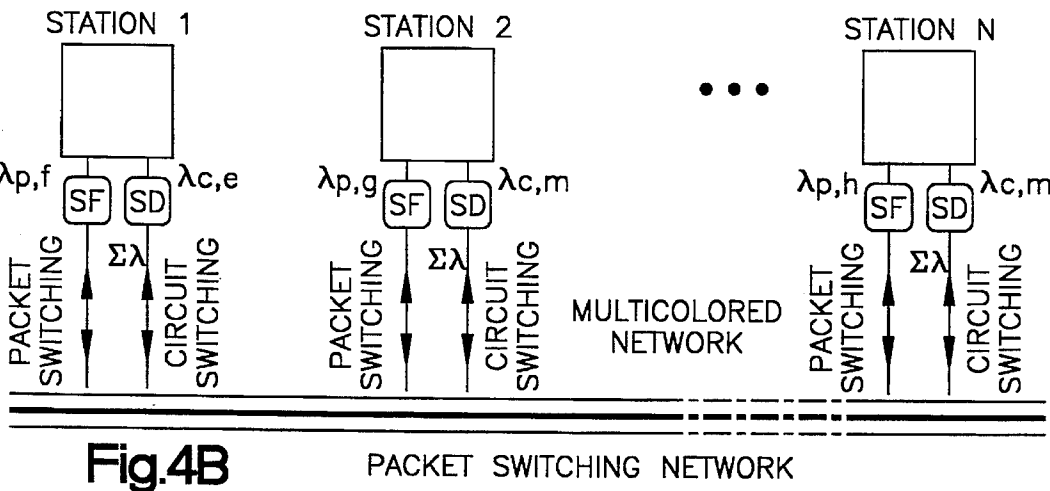 STATION 1
STATION 2
STATION N
λp,f
SF
SD
λc,e
λp,g
SF
SD
λc,m
λp,h
SF
SD
λc,m
PACKET
SWITCHING
Σλ
CIRCUIT
SWITCHING
PACKET
SWITCHING
Σλ
CIRCUIT
SWITCHING
MULTICOLORED
NETWORK
PACKET
SWITCHING
Σλ
CIRCUIT
SWITCHING
Fig.4B
PACKET SWITCHING NETWORK